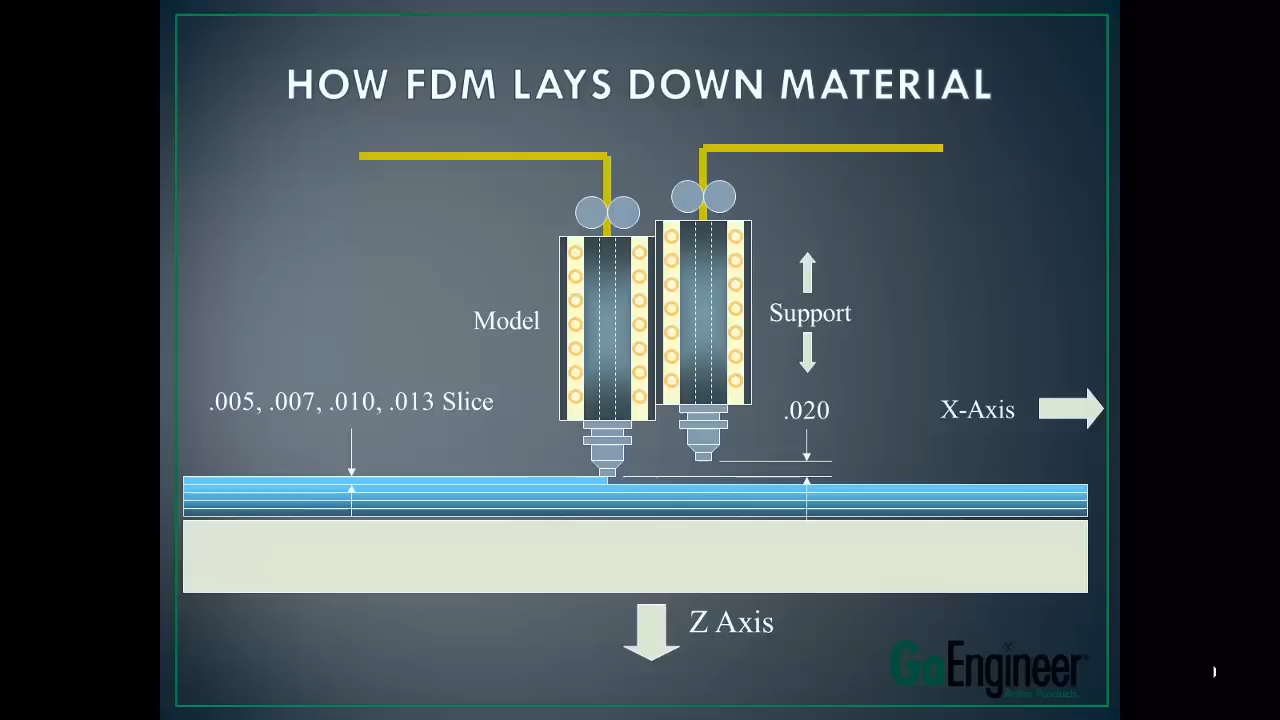 HOW FDM LAYS DOWN MATERIAL
Model
Support
.005, .007, .010, .013 Slice
.020
X-Axis
Z Axis
GoEngineer